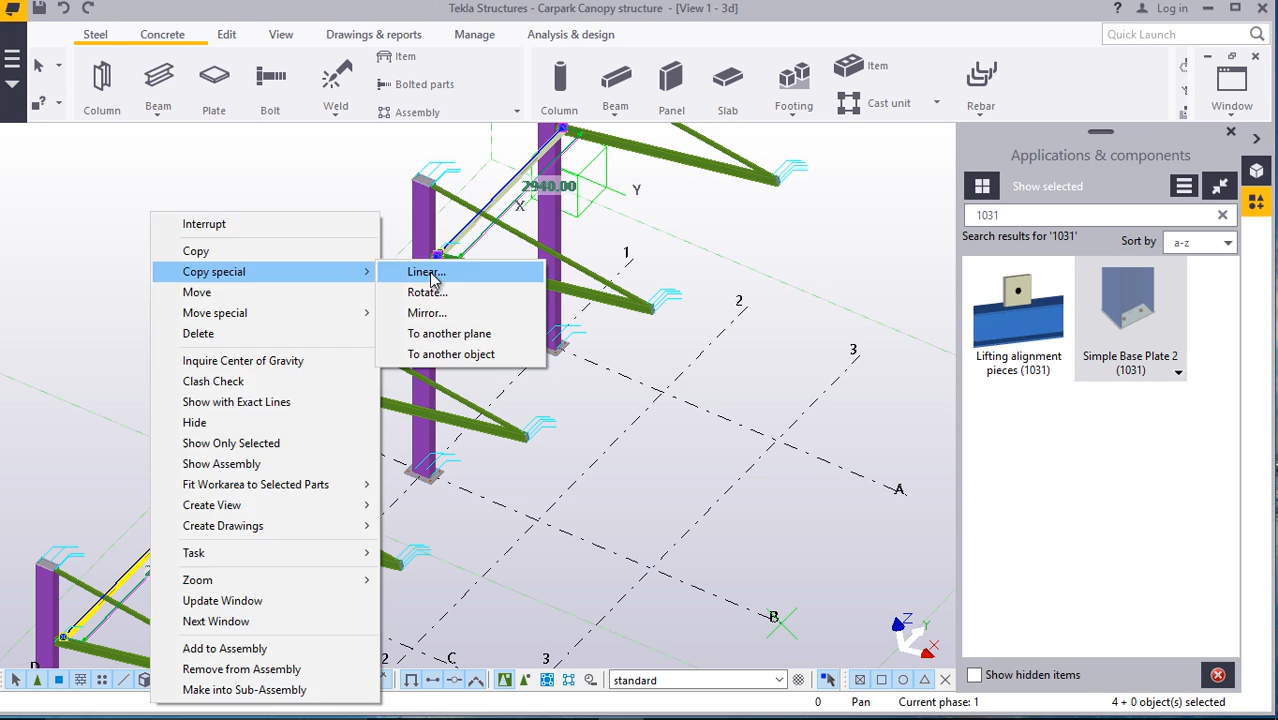 Tekla Structures - Carpark Canopy structure - [View 1 - 3d]
? Log in
Steel Concrete Edit View Drawings & reports Manage Analysis & design
Quick Launch
Column Beam Plate Bolt Weld
Item
Bolted parts
Assembly
Column Beam Panel Slab Footing
Item
Cast unit
Rebar
Window
2940.00
X
Y
1
2
3
A
B
C
D
2
3
Z
Y
X
Interrupt
Copy
Copy special
Move
Move special
Delete
Inquire Center of Gravity
Clash Check
Show with Exact Lines
Hide
Show Only Selected
Show Assembly
Fit Workarea to Selected Parts
Create View
Create Drawings
Task
Zoom
Update Window
Next Window
Add to Assembly
Remove from Assembly
Make into Sub-Assembly
Linear...
Rotate...
Mirror...
To another plane
To another object
Applications & components
Show selected
1031
Search results for '1031'
Sort by
a-z
Lifting alignment
pieces (1031)
Simple Base Plate 2
(1031)
Show hidden items
standard
0 Pan Current phase: 1 4 + 0 object(s) selected